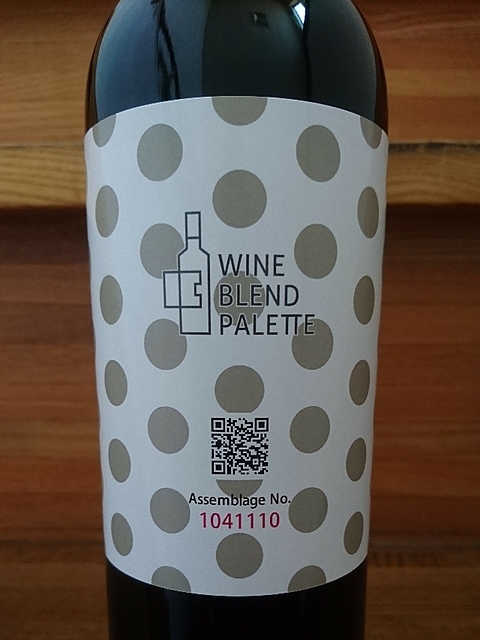 WINE
BLEND
PALETTE
Assemblage No.
1041110